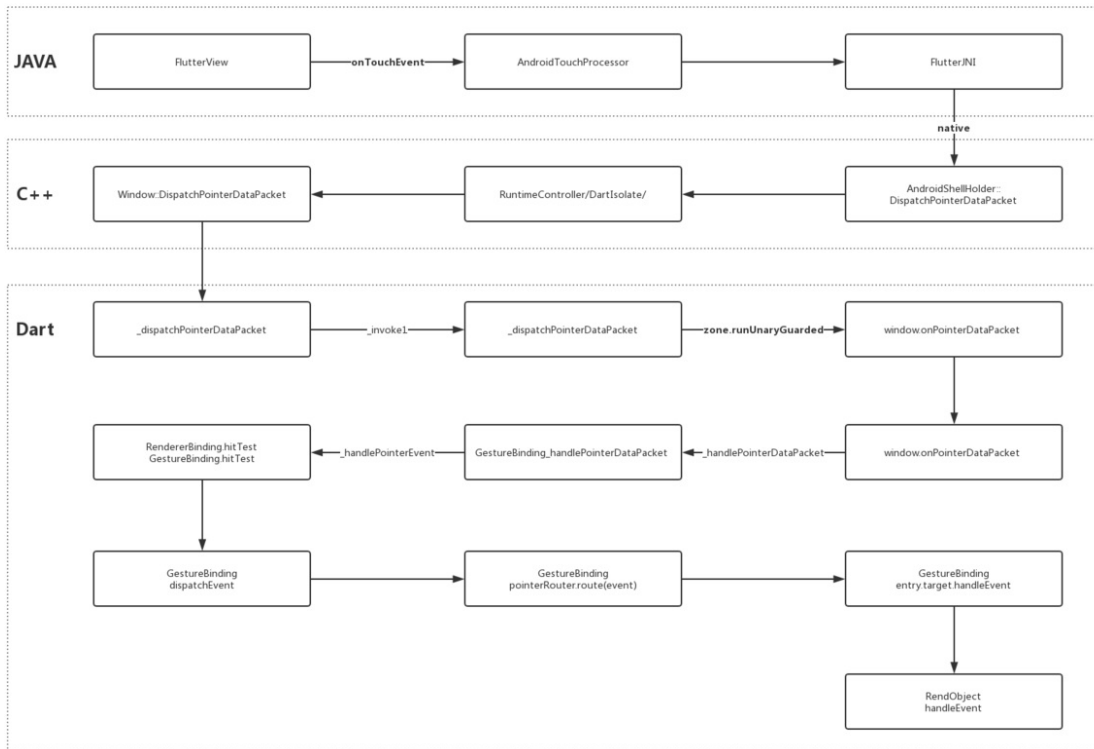 JAVA
FlutterView
onTouchEvent
AndroidTouchProcessor
FlutterJNI
native
C++
Window::DispatchPointerDataPacket
RuntimeController/DartIsolate/
AndroidShellHolder::
DispatchPointerDataPacket
Dart
_dispatchPointerDataPacket
_invoke1
_dispatchPointerDataPacket
zone.runUnaryGuarded
window.onPointerDataPacket
RendererBinding.hitTest
GestureBinding.hitTest
_handlePointerEvent
GestureBinding_handlePointerDataPacket
_handlePointerDataPacket
window.onPointerDataPacket
GestureBinding
dispatchEvent
GestureBinding
pointerRouter.route(event)
GestureBinding
entry.target.handleEvent
RendObject
handleEvent